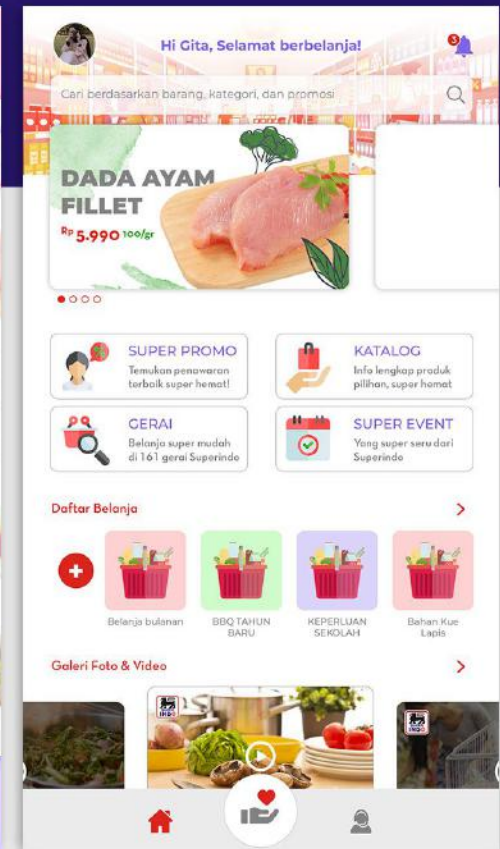 Hi Gita, Selamat berbelanja!
3
Cari berdasarkan barang, kategori, dan promosi
DADA AYAM
FILLET
Rp 5.990 100/gr
SUPER PROMO
Temukan penawaran
terbaik super hemat!
KATALOG
Info lengkap produk
pilihan, super hemat
GERAI
Belanja super mudah
di 161 gerai Superindo
SUPER EVENT
Yang super seru dari
Superindo
Daftar Belanja
Belanja bulanan
BBQ TAHUN
BARU
KEPERLUAN
SEKOLAH
Bahan Kue
Lapis
Galeri Foto & Video
INDO
INDO